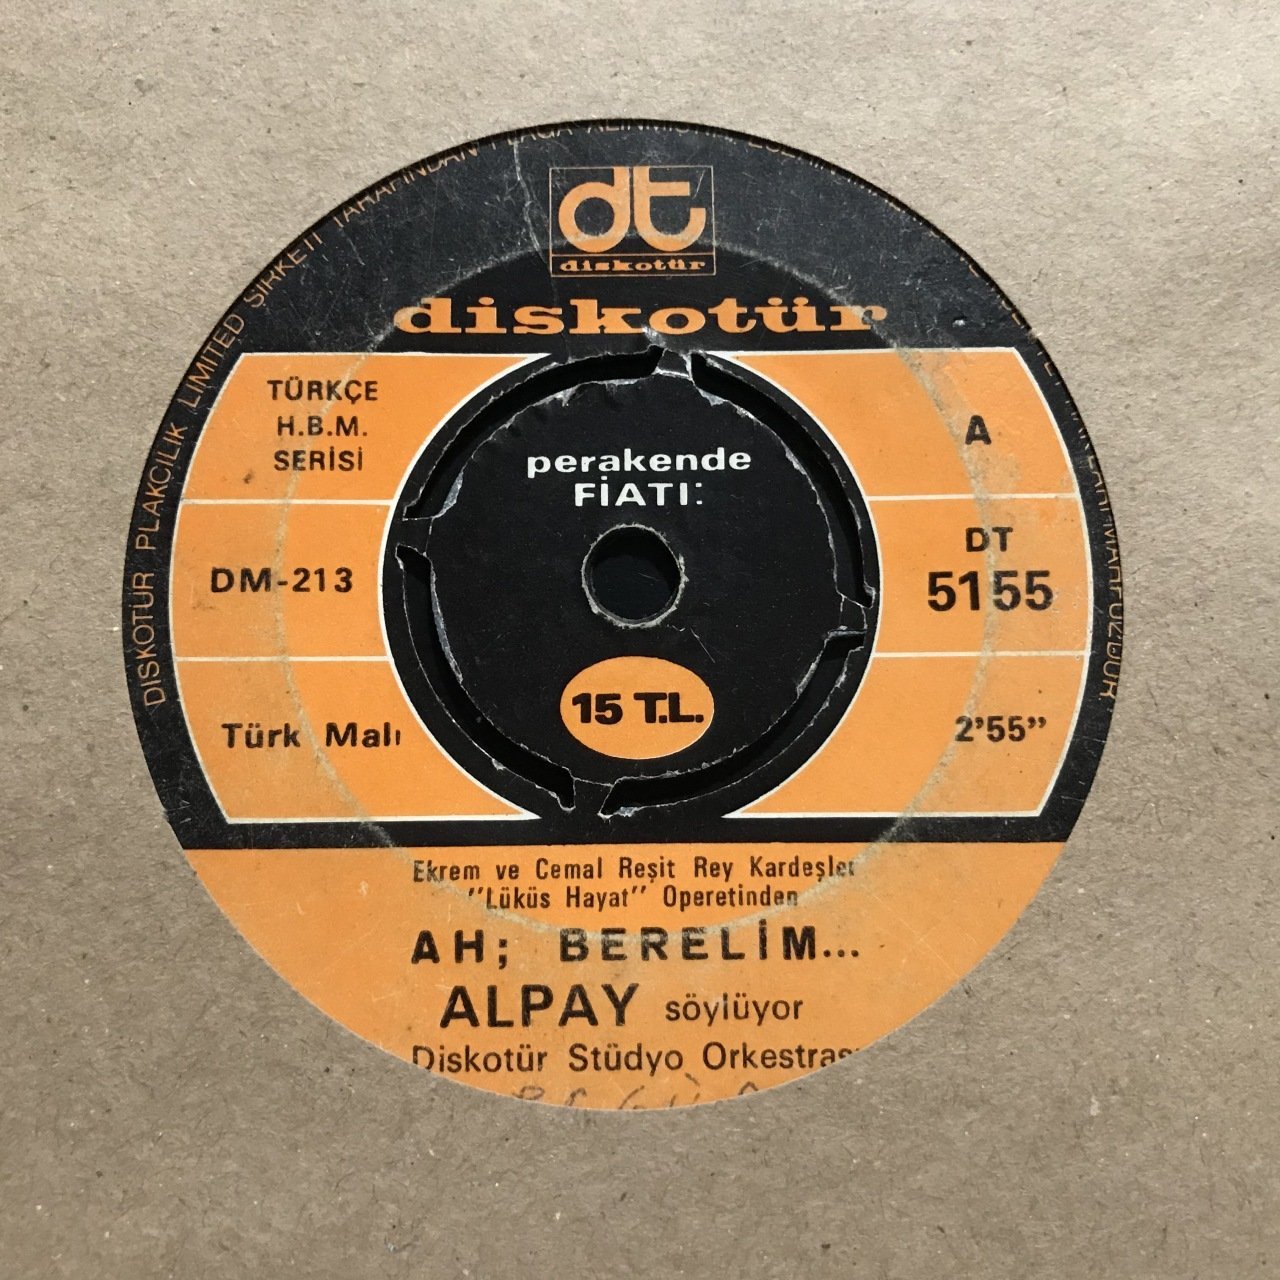 DISKOTUR PLAKCILIK LIMITED ŞIRKETI TARAFINDAN PLAĞA ALINMIŞTIR
dt
diskotür
diskotür
TÜRKÇE
H.B.M.
SERİSİ
DM-213
Türk Malı
perakende
FİATI:
15 T.L.
A
DT
5155
2'55"
Ekrem ve Cemal Reşit Rey Kardeşler
"Lüküs Hayat" Operetinden
AH; BERELİM...
ALPAY söylüyor
Diskotür Stüdyo Orkestrası